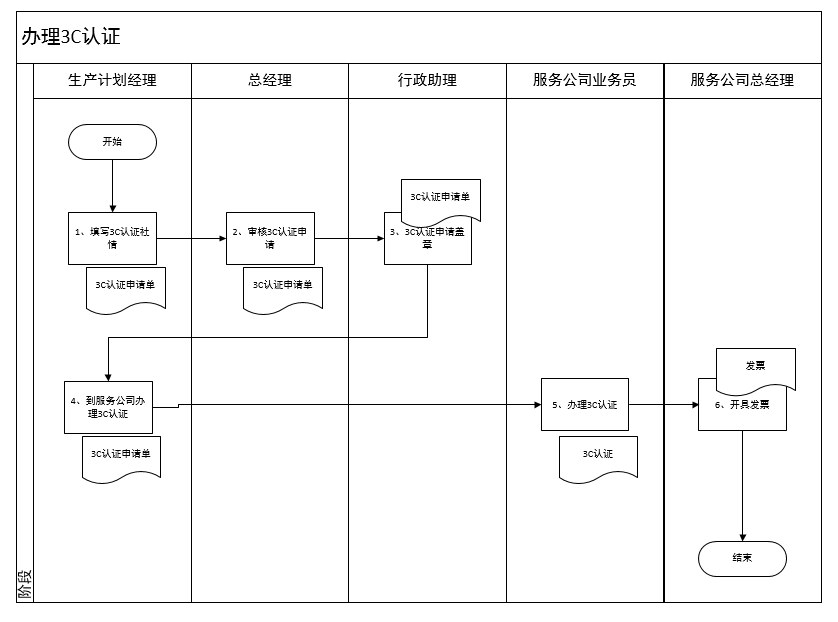 办理3C认证
生产计划经理
总经理
行政助理
服务公司业务员
服务公司总经理
开始
3C认证申请单
1、填写3C认证社
情
2、审核3C认证申
请
3、3C认证申请盖
章
3C认证申请单
3C认证申请单
发票
4、到服务公司办
理3C认证
5、办理3C认证
6、开具发票
3C认证申请单
3C认证
结束
阶段